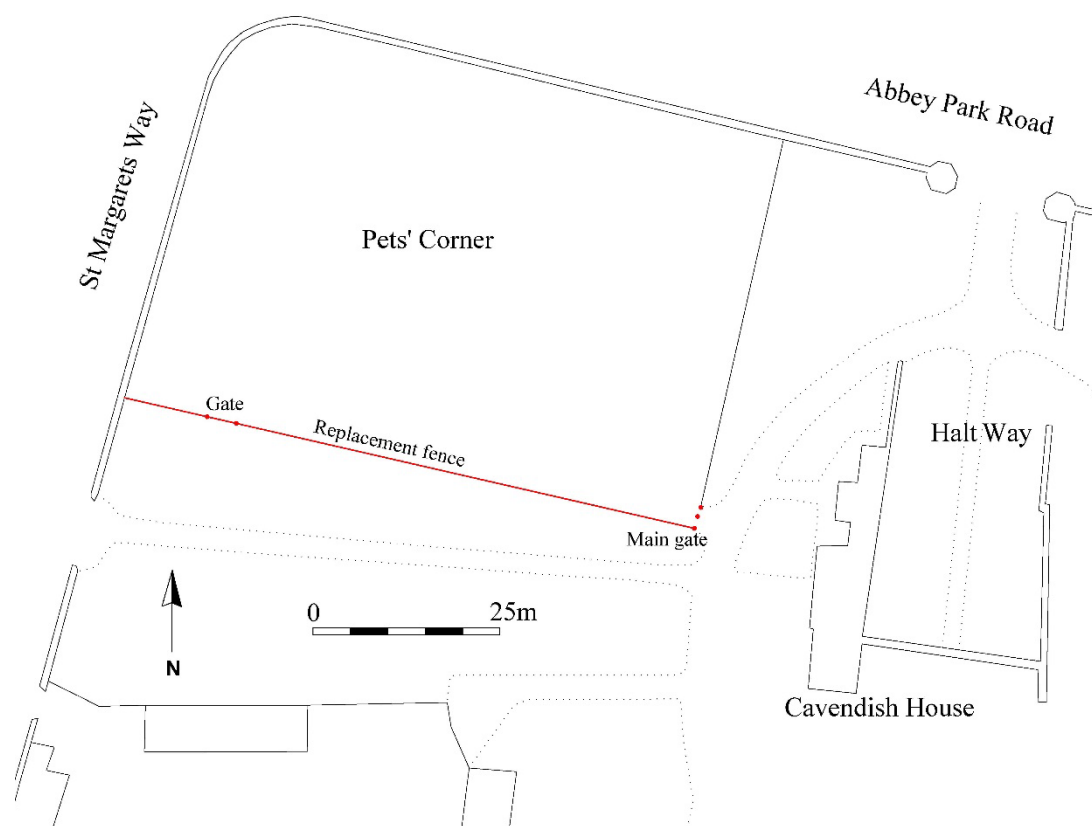 Abbey Park Road
St Margarets Way
Pets' Corner
Gate
Replacement fence
Halt Way
Main gate
0 25m
N
Cavendish House